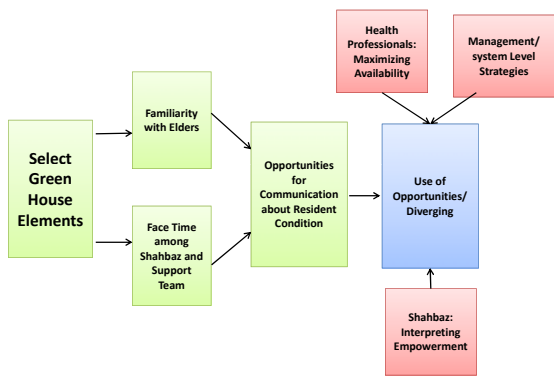 Select
Green
House
Elements
Familiarity
with Elders
Face Time
among
Shahbaz and
Support
Team
Opportunities
for
Communication
about Resident
Condition
Health
Professionals:
Maximizing
Availability
Management/
system Level
Strategies
Use of
Opportunities/
Diverging
Shahbaz:
Interpreting
Empowerment